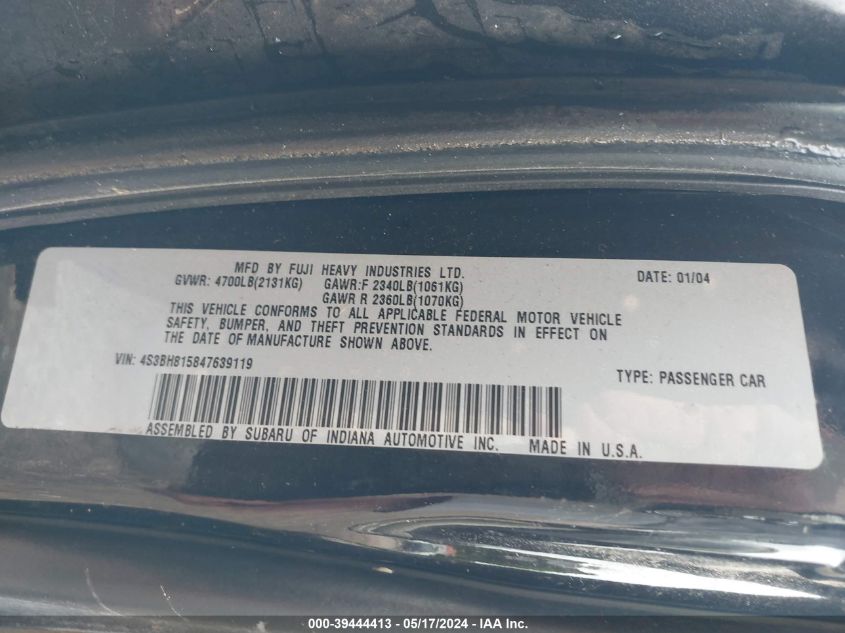 MFD BY FUJI HEAVY INDUSTRIES LTD. DATE: 01/04
GVWR: 4700LB(2131KG) GAWR:F 2340LB(1061KG)
GAWR R 2360LB(1070KG)
THIS VEHICLE CONFORMS TO ALL APPLICABLE FEDERAL MOTOR VEHICLE
SAFETY, BUMPER, AND THEFT PREVENTION STANDARDS IN EFFECT ON
THE DATE OF MANUFACTURE SHOWN ABOVE.
VIN: 4S3BH815847639119 TYPE: PASSENGER CAR
ASSEMBLED BY SUBARU OF INDIANA AUTOMOTIVE INC. MADE IN U.S.A.
000-39444413 - 05/17/2024 - IAA Inc.